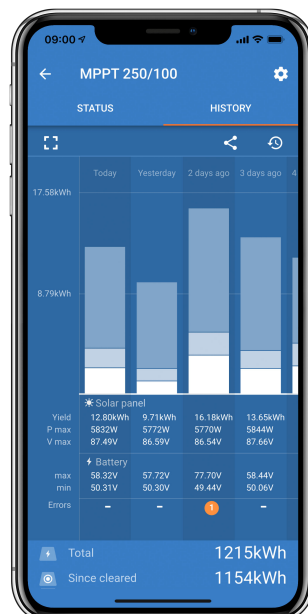 09:00
MPPT 250/100
STATUS HISTORY
Today Yesterday 2 days ago 3 days ago 4
17.58kWh
8.79kWh
Solar panel
Yield 12.80kWh 9.71kWh 16.18kWh 13.65kWh
P max 5832W 5772W 5770W 5844W
V max 87.49V 86.59V 86.54V 87.66V
Battery
max 58.32V 57.72V 77.70V 58.44V
min 50.31V 50.30V 49.44V 50.06V
Errors – – 1 –
Total 1215kWh
Since cleared 1154kWh